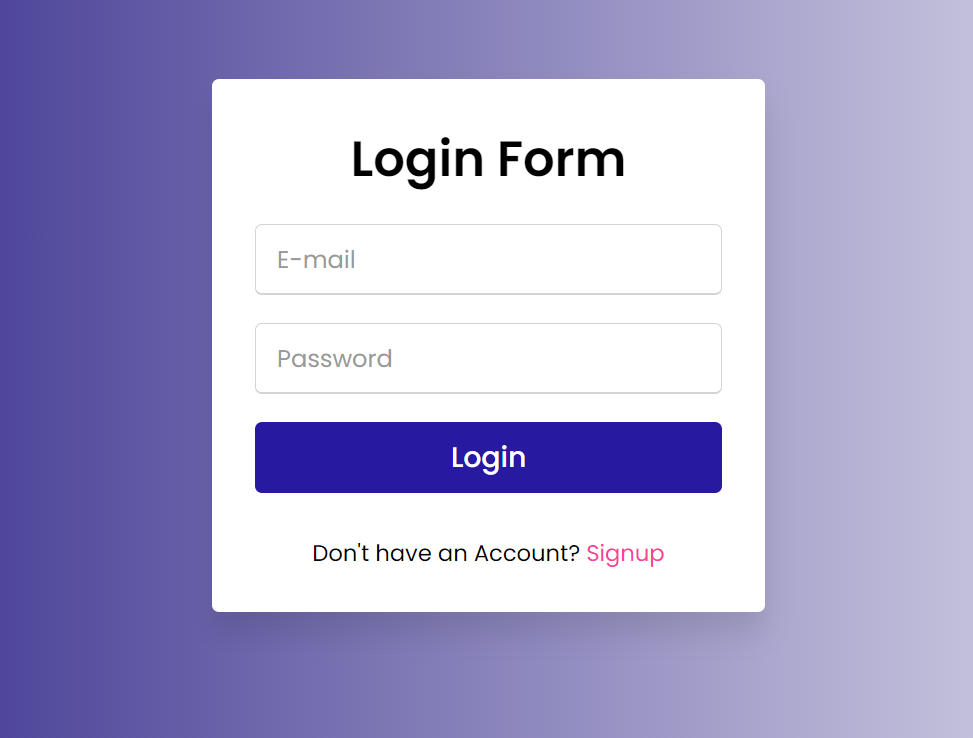 Login Form
E-mail
Password
Login
Don't have an Account? Signup